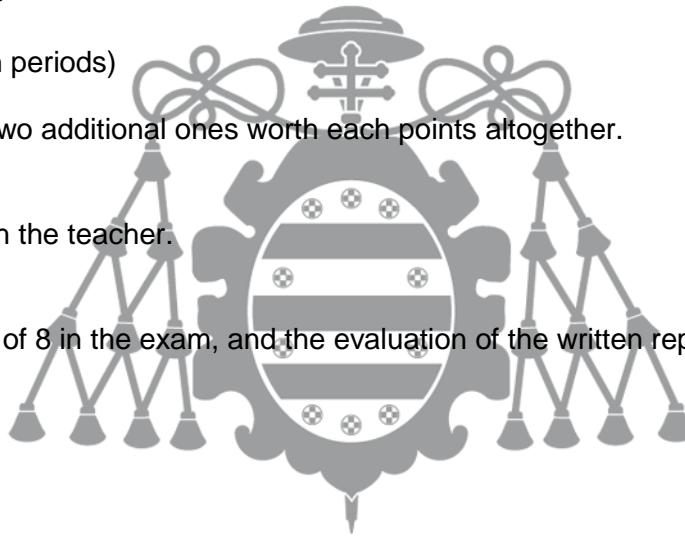 n periods)
wo additional ones worth each points altogether.
n the teacher.
of 8 in the exam, and the evaluation of the written rep